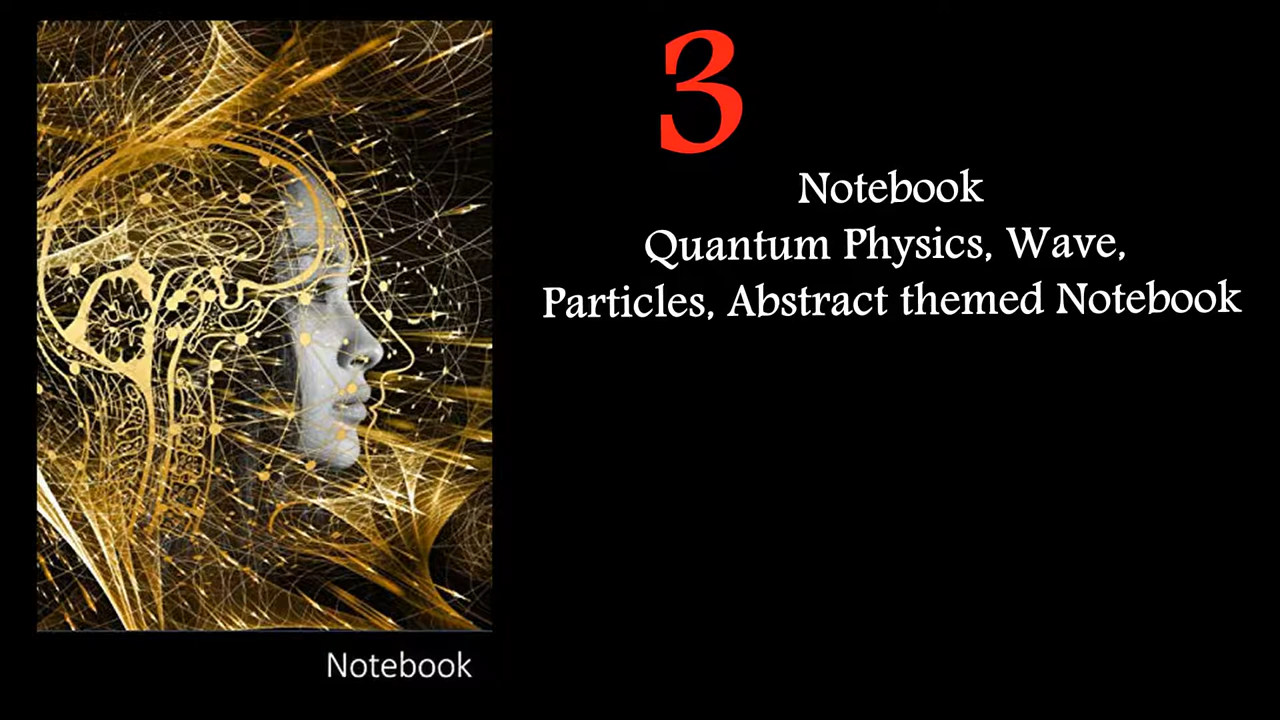 3
Notebook
Quantum Physics, Wave,
Particles, Abstract themed Notebook
Notebook